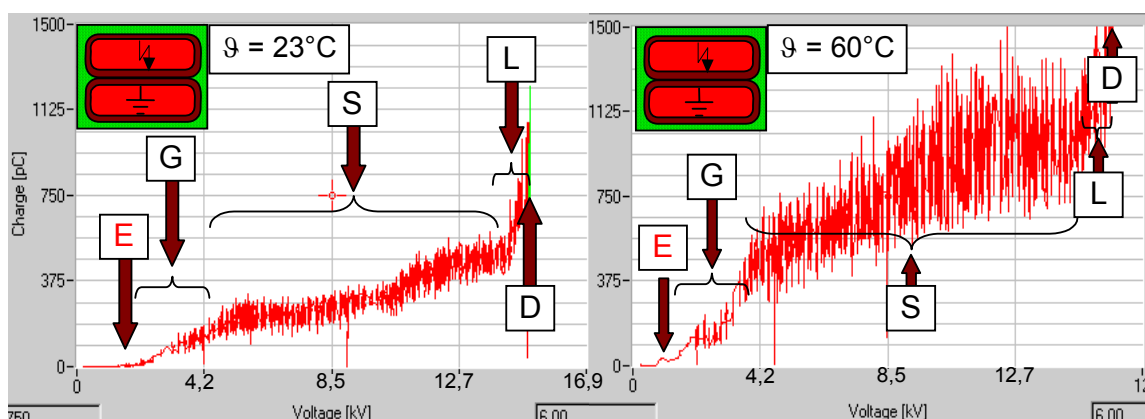 1500
1125
750
375
0
Charge [pC]
ϑ = 23°C
E
G
S
L
D
0
4,2
8,5
12,7
16,9
Voltage [kV]
750
6.00
1500
1125
750
375
0
ϑ = 60°C
E
G
S
L
D
0
4,2
8,5
12,7
12
Voltage [kV]
6.00